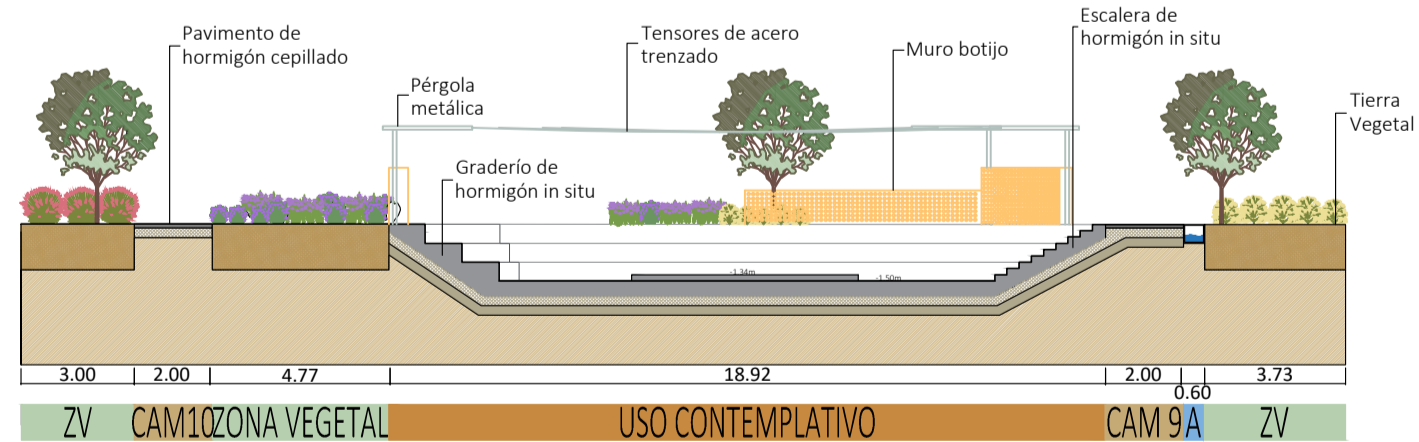 Pavimento de
hormigón cepillado
Pérgola
metálica
Graderío de
hormigón in situ
Tensores de acero
trenzado
Muro botijo
Escalera de
hormigón in situ
Tierra
Vegetal
-1.34m
-1.50m
3.00
2.00
4.77
18.92
2.00
0.60
3.73
ZV
CAM10
ZONA VEGETAL
USO CONTEMPLATIVO
CAM 9
A
ZV